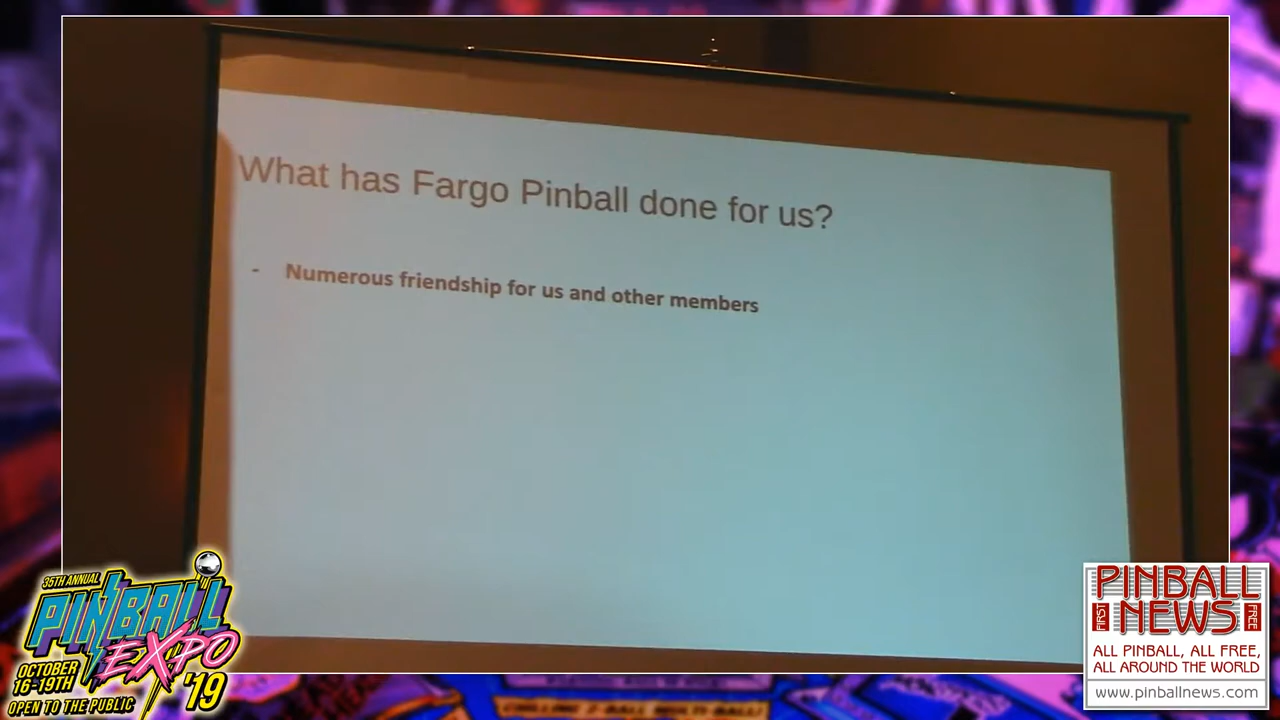 What has Fargo Pinball done for us?
- Numerous friendship for us and other members
35TH ANNUAL
PINBALL
EXPO
OCTOBER
16-19TH
'19
OPEN TO THE PUBLIC
PINBALL
FIRST NEWS FREE
ALL PINBALL, ALL FREE,
ALL AROUND THE WORLD
www.pinballnews.com